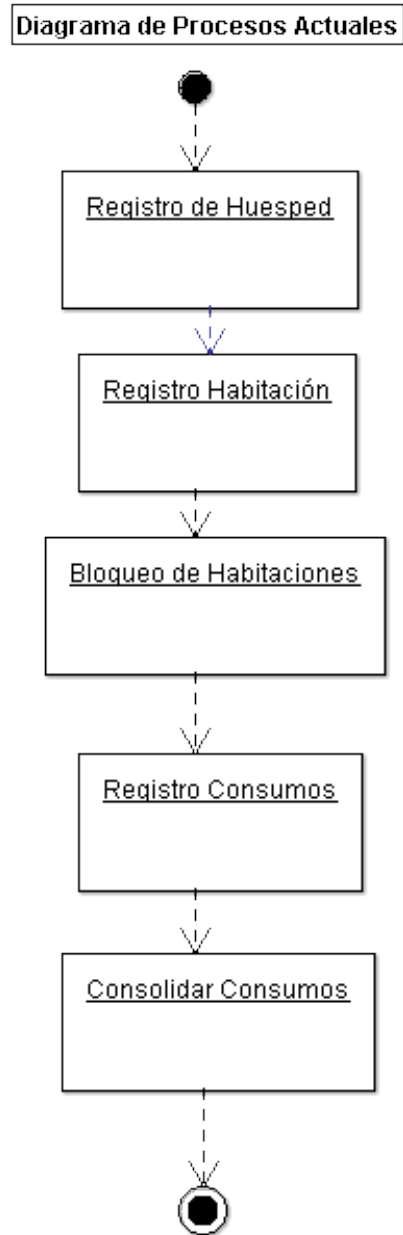 Diagrama de Procesos Actuales
Registro de Huesped
Registro Habitación
Bloqueo de Habitaciones
Registro Consumos
Consolidar Consumos